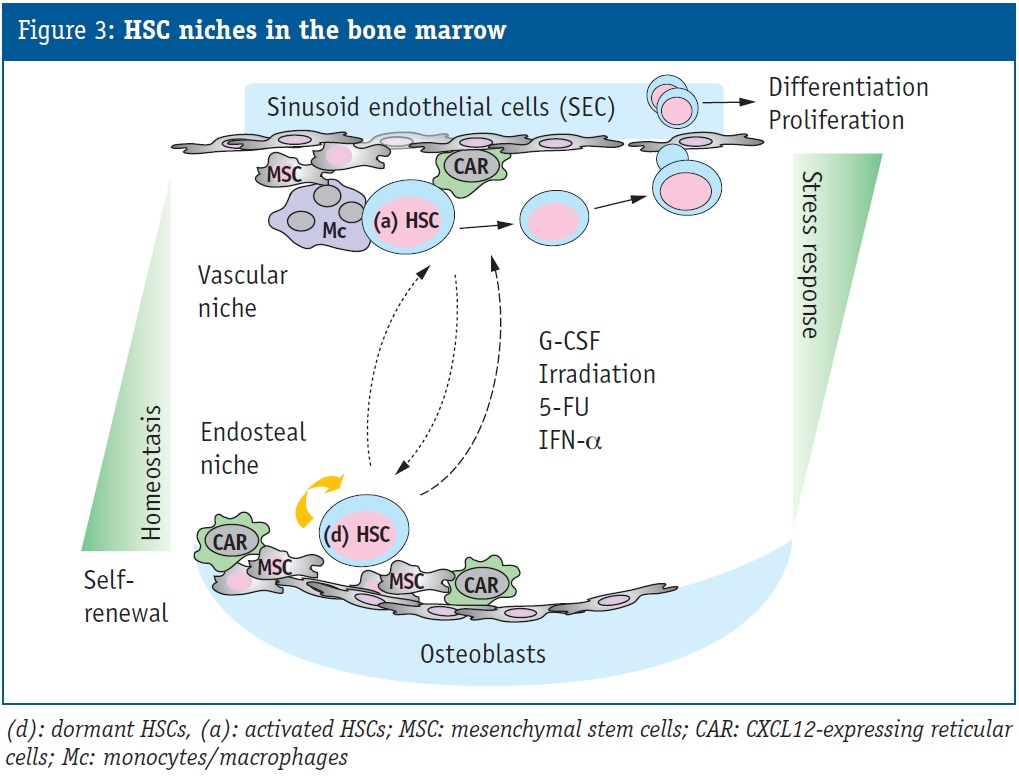 Figure 3: HSC niches in the bone marrow
Sinusoid endothelial cells (SEC)
Differentiation
Proliferation
MSC
CAR
Mc
(a) HSC
Vascular
niche
Stress response
G-CSF
Irradiation
5-FU
IFN-α
Homeostasis
Endosteal
niche
(d) HSC
CAR
MSC
MSC
CAR
Self-
renewal
Osteoblasts
(d): dormant HSCs, (a): activated HSCs; MSC: mesenchymal stem cells; CAR: CXCL12-expressing reticular
cells; Mc: monocytes/macrophages